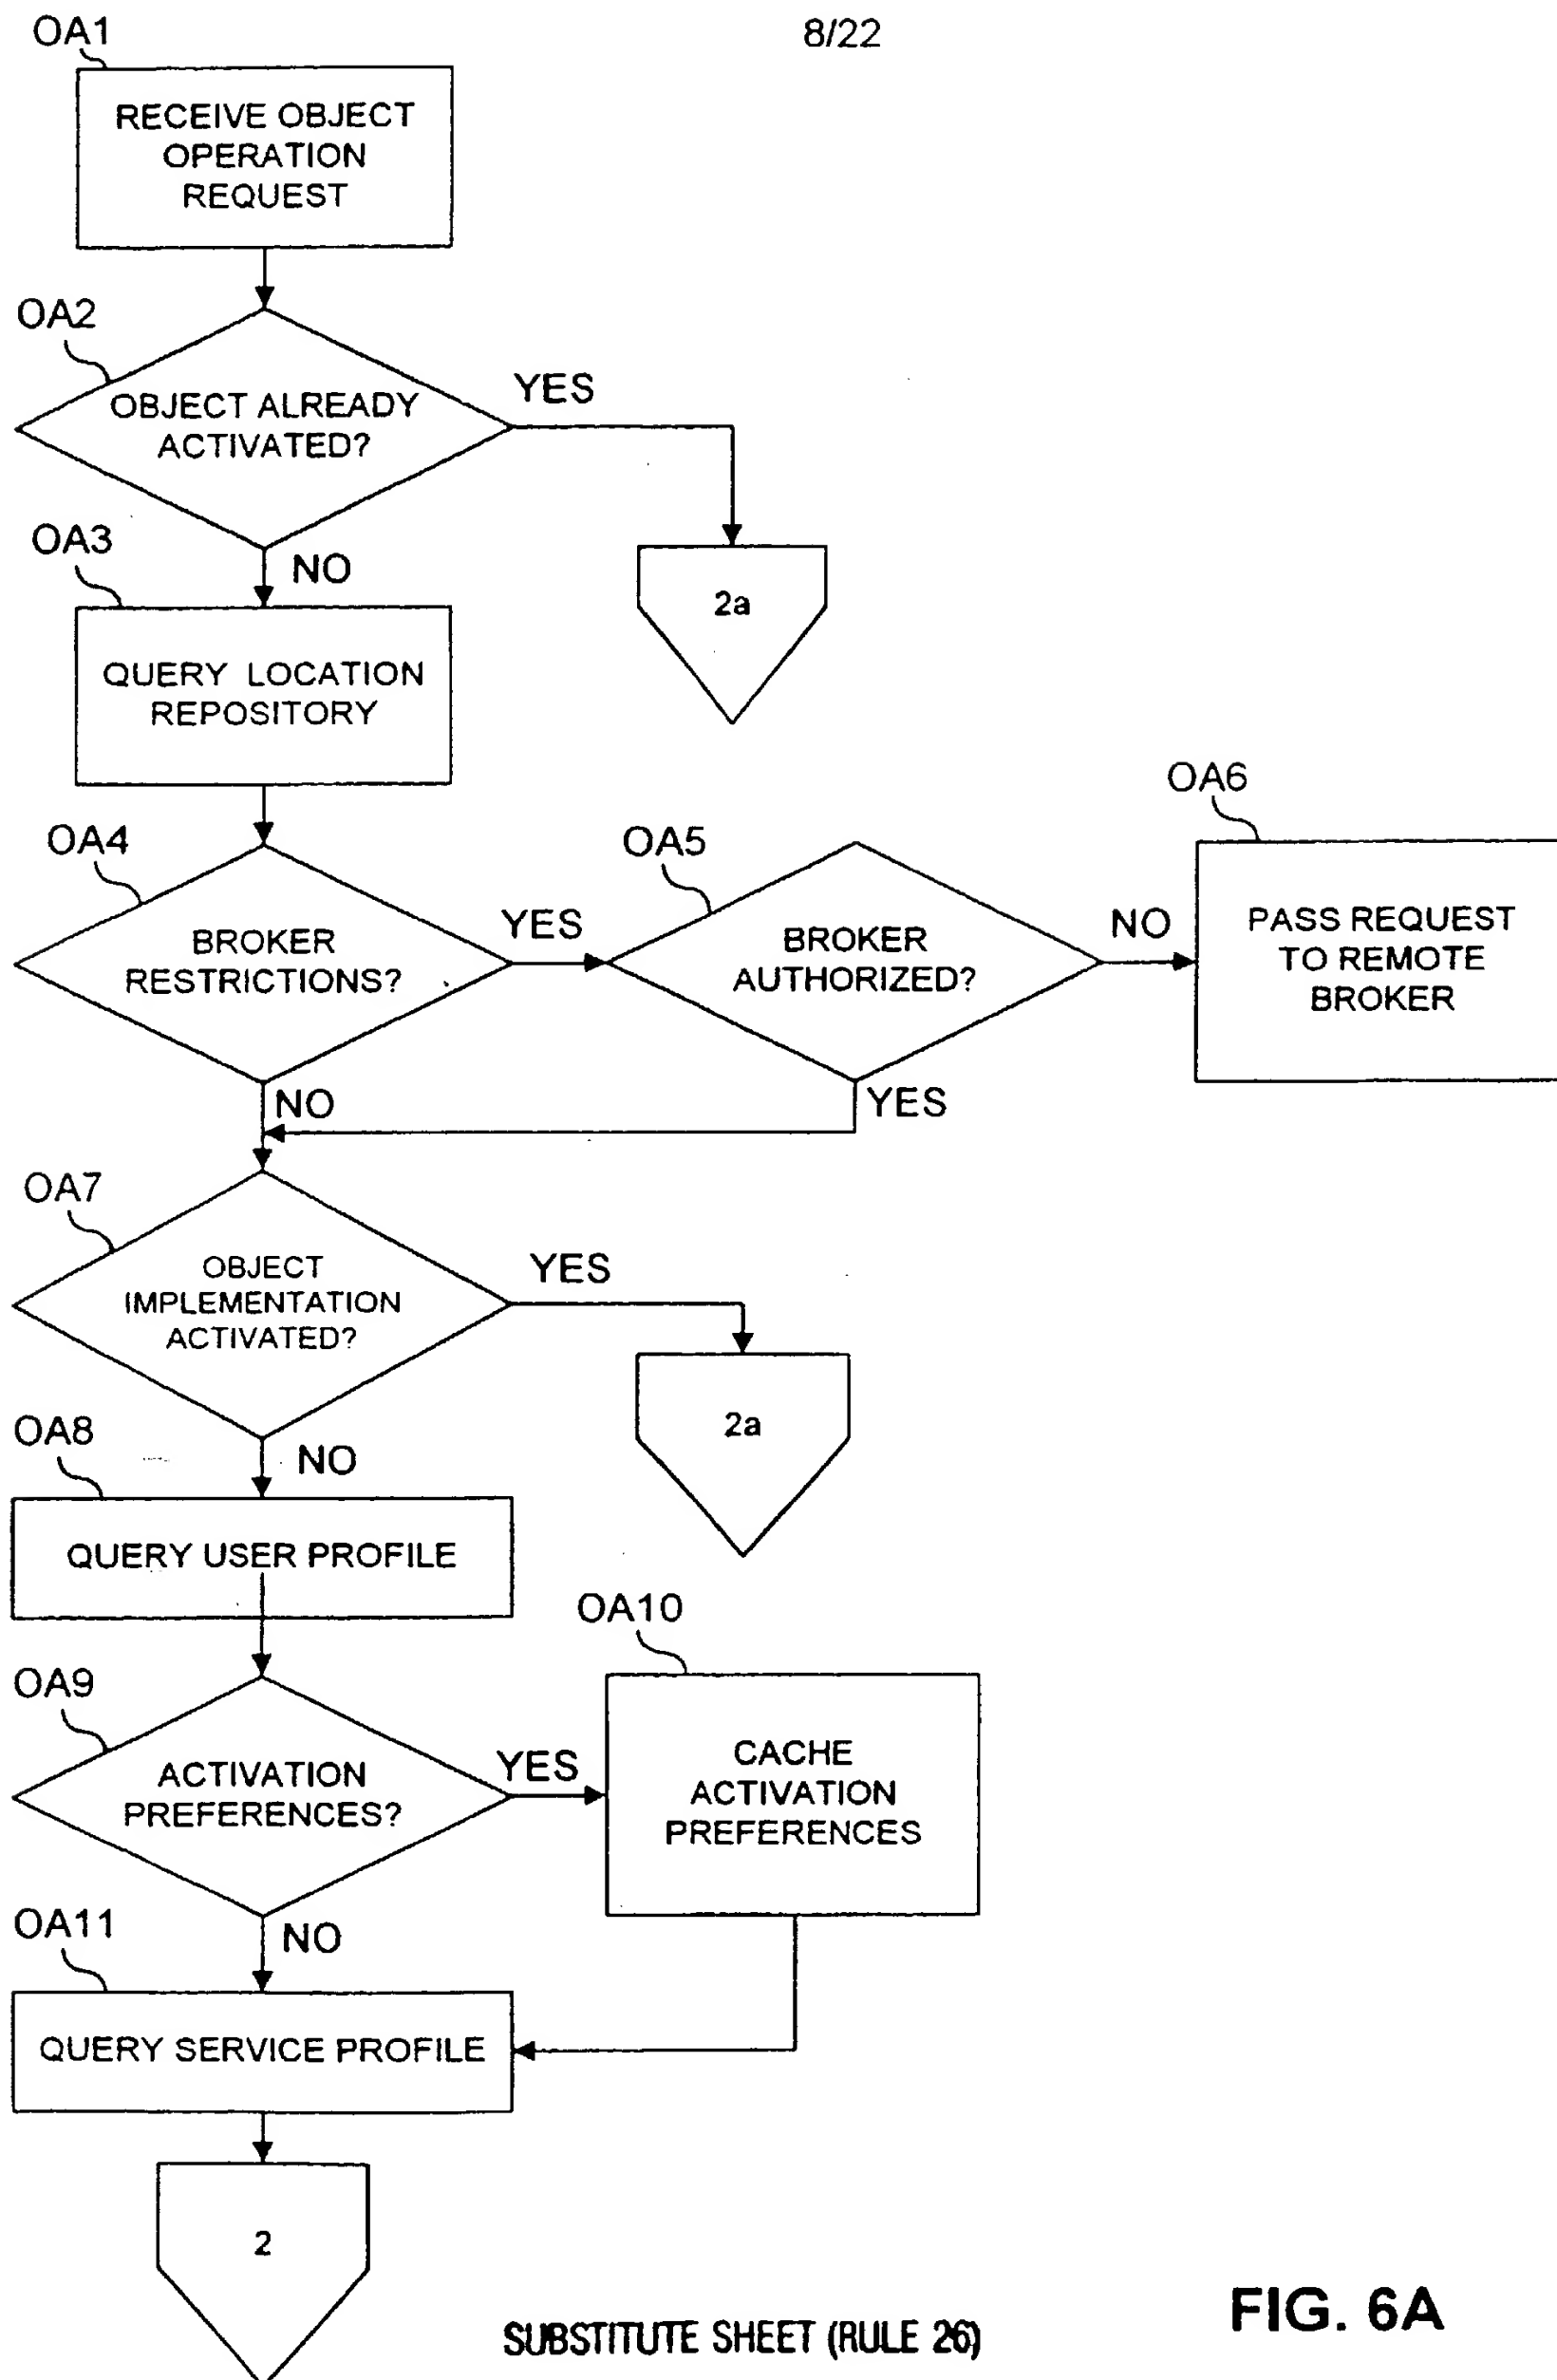 8/22
OA1
RECEIVE OBJECT
OPERATION
REQUEST
OA2
OBJECT ALREADY
ACTIVATED?
YES
2a
NO
OA3
QUERY LOCATION
REPOSITORY
OA4
BROKER
RESTRICTIONS?
YES
NO
OA5
BROKER
AUTHORIZED?
NO
YES
OA6
PASS REQUEST
TO REMOTE
BROKER
OA7
OBJECT
IMPLEMENTATION
ACTIVATED?
YES
2a
NO
OA8
QUERY USER PROFILE
OA9
ACTIVATION
PREFERENCES?
YES
OA10
CACHE
ACTIVATION
PREFERENCES
NO
OA11
QUERY SERVICE PROFILE
2
SUBSTITUTE SHEET (RULE 26)
FIG. 6A